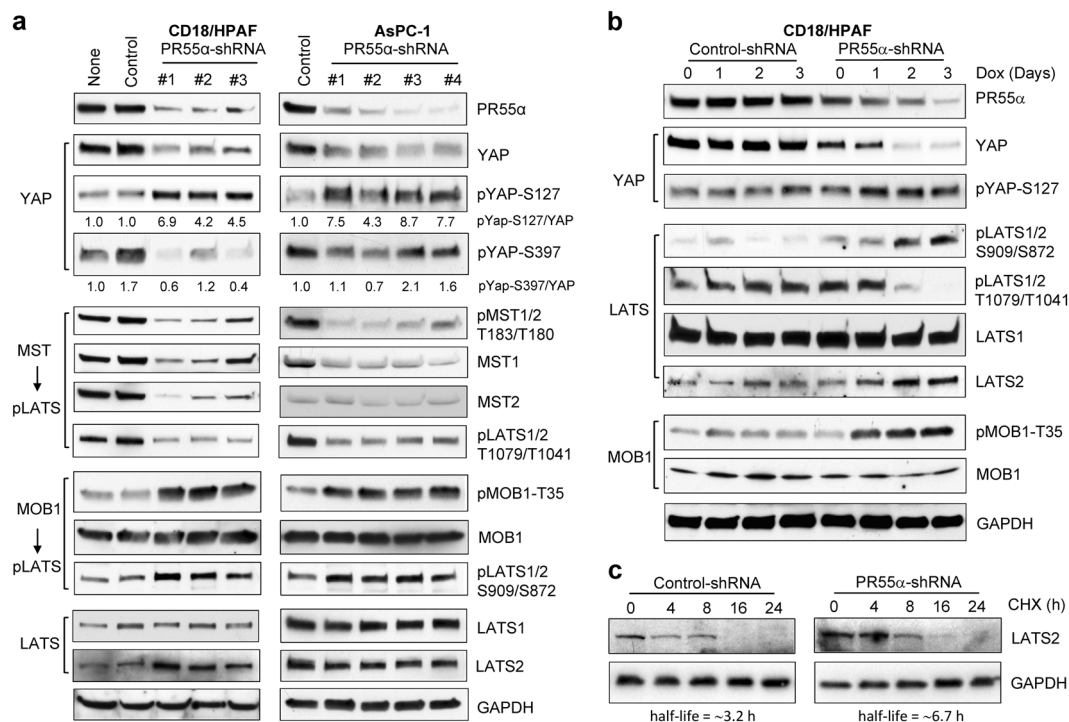 a
CD18/HPAF
PR55α-shRNA
AsPC-1
PR55α-shRNA
None Control #1 #2 #3 Control #1 #2 #3 #4
PR55α
YAP
YAP
pYAP-S127
1.0 1.0 6.9 4.2 4.5 1.0 7.5 4.3 8.7 7.7 pYap-S127/YAP
pYAP-S397
1.0 1.7 0.6 1.2 0.4 1.0 1.1 0.7 2.1 1.6 pYap-S397/YAP
MST
pLATS
pMST1/2
T183/T180
MST1
MST2
pLATS1/2
T1079/T1041
MOB1
pLATS
pMOB1-T35
MOB1
pLATS1/2
S909/S872
LATS
LATS1
LATS2
GAPDH
b
CD18/HPAF
Control-shRNA PR55α-shRNA
0 1 2 3 0 1 2 3 Dox (Days)
PR55α
YAP
YAP
pYAP-S127
LATS
pLATS1/2
S909/S872
pLATS1/2
T1079/T1041
LATS1
LATS2
MOB1
pMOB1-T35
MOB1
GAPDH
c
Control-shRNA PR55α-shRNA
0 4 8 16 24 0 4 8 16 24 CHX (h)
LATS2
GAPDH
half-life = ~3.2 h half-life = ~6.7 h